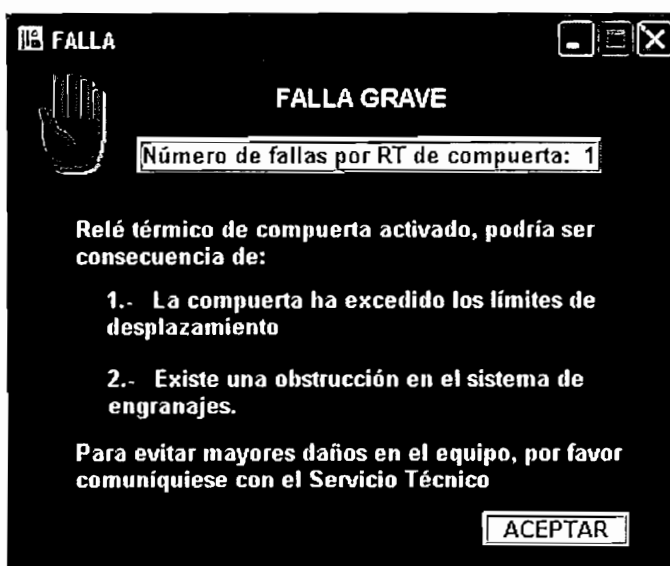 FALLA
FALLA GRAVE
Número de fallas por RT de compuerta: 1
Relé térmico de compuerta activado, podría ser
consecuencia de:
1.- La compuerta ha excedido los límites de
desplazamiento
2.- Existe una obstrucción en el sistema de
engranajes.
Para evitar mayores daños en el equipo, por favor
comuníquiese con el Servicio Técnico
ACEPTAR